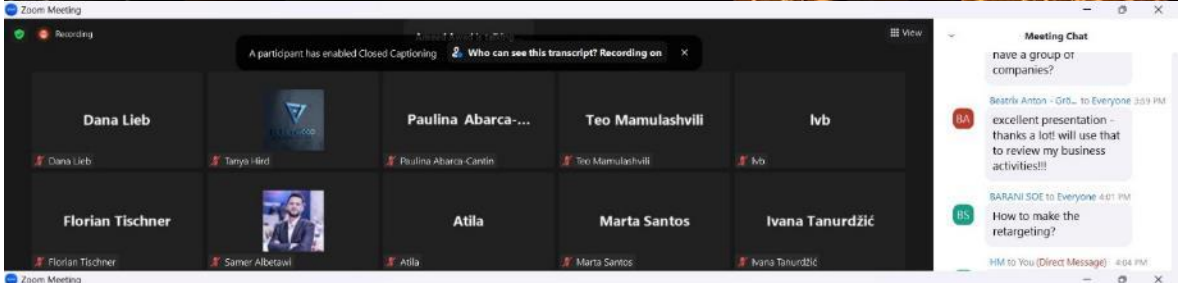 Zoom Meeting
Recording
is talking...
A participant has enabled Closed Captioning Who can see this transcript? Recording on ×
View
Dana Lieb
Paulina Abarca-...
Teo Mamulashvili
lvb
Dana Lieb
Tanya Hird
Paulina Abarca-Cantin
Teo Mamulashvili
lvb
Florian Tischner
Atila
Marta Santos
Ivana Tanurdžić
Florian Tischner
Samer Albetawi
Atila
Marta Santos
Ivana Tanurdžić
Meeting Chat
have a group of
companies?
Beatrix Anton - Grö... to Everyone 3:59 PM
BA
excellent presentation -
thanks a lot! will use that
to review my business
activities!!!
BARANI SOE to Everyone 4:01 PM
BS
How to make the
retargeting?
HM to You (Direct Message) 4:04 PM
Zoom Meeting